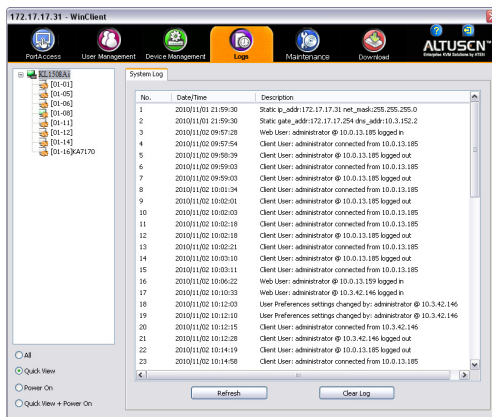 172.17.17.31 - WinClient
PortAccess
User Management
Device Management
Logs
Maintenance
Download
ALTUSEN™
Enterprise KVM Solutions by ATEN
KL1508Ai
[01-01]
[01-05]
[01-06]
[01-08]
[01-11]
[01-12]
[01-14]
[01-16]KA7170
All
Quick View
Power On
Quick View + Power On
System Log
No. Date/Time Description
1 2010/11/01 21:59:30 Static ip_addr:172.17.17.31 net_mask:255.255.255.0
2 2010/11/01 21:59:30 Static gate_addr:172.17.17.254 dns_addr:10.3.152.2
3 2010/11/02 09:57:28 Web User: administrator @ 10.0.13.185 logged in
4 2010/11/02 09:57:54 Client User: administrator connected from 10.0.13.185
5 2010/11/02 09:58:39 Client User: administrator @ 10.0.13.185 logged out
6 2010/11/02 09:59:03 Client User: administrator connected from 10.0.13.185
7 2010/11/02 09:59:03 Client User: administrator @ 10.0.13.185 logged out
8 2010/11/02 10:01:34 Client User: administrator connected from 10.0.13.185
9 2010/11/02 10:02:01 Client User: administrator @ 10.0.13.185 logged out
10 2010/11/02 10:02:03 Client User: administrator connected from 10.0.13.185
11 2010/11/02 10:02:18 Client User: administrator connected from 10.0.13.185
12 2010/11/02 10:02:18 Client User: administrator @ 10.0.13.185 logged out
13 2010/11/02 10:02:21 Client User: administrator connected from 10.0.13.185
14 2010/11/02 10:03:10 Client User: administrator @ 10.0.13.185 logged out
15 2010/11/02 10:03:11 Client User: administrator connected from 10.0.13.185
16 2010/11/02 10:06:22 Web User: administrator @ 10.0.13.159 logged in
17 2010/11/02 10:10:33 Web User: administrator @ 10.3.42.146 logged in
18 2010/11/02 10:12:03 User Preferences settings changed by: administrator @ 10.3.42.146
19 2010/11/02 10:12:10 User Preferences settings changed by: administrator @ 10.3.42.146
20 2010/11/02 10:12:15 Client User: administrator connected from 10.3.42.146
21 2010/11/02 10:12:28 Client User: administrator @ 10.3.42.146 logged out
22 2010/11/02 10:14:19 Client User: administrator @ 10.0.13.185 logged out
23 2010/11/02 10:14:58 Client User: administrator connected from 10.0.13.185
Refresh
Clear Log